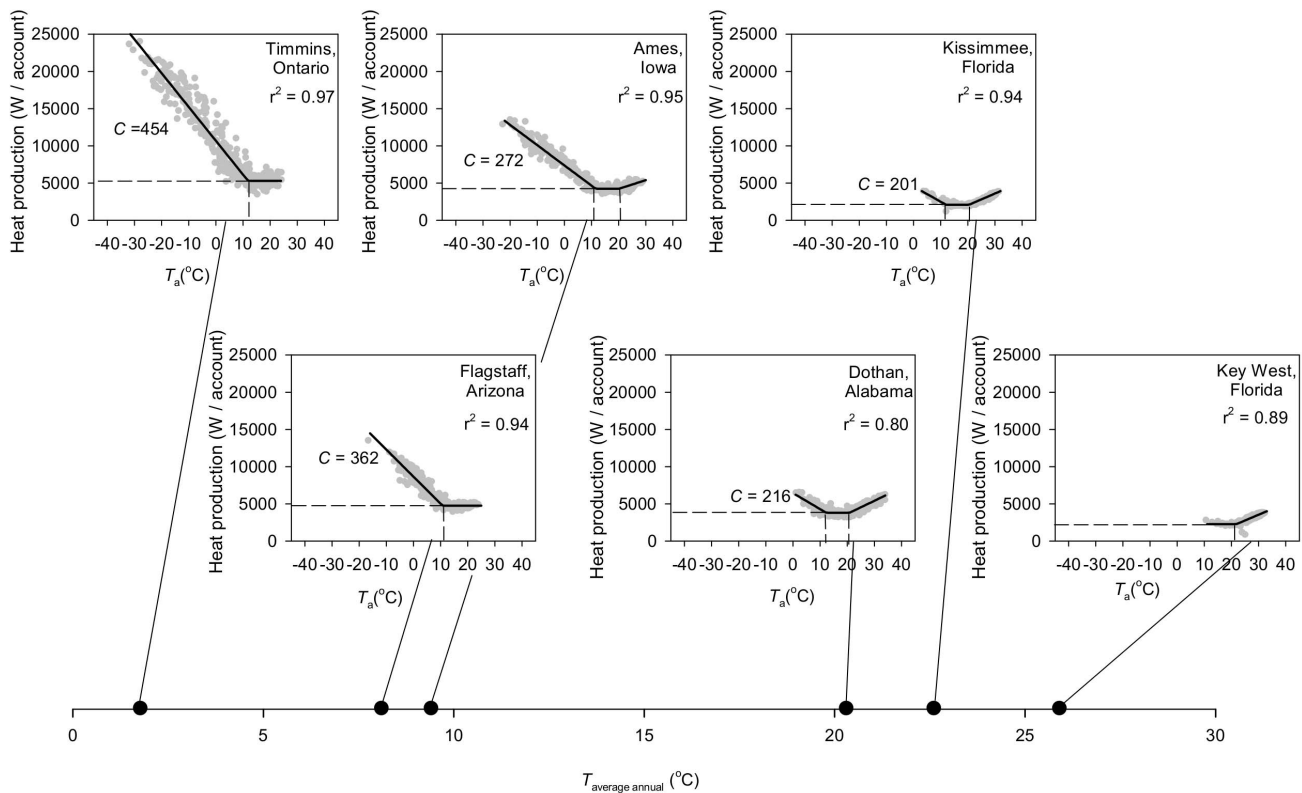 Heat production (W / account)
25000
20000
15000
10000
5000
0
Timmins,
Ontario
r² = 0.97
C =454
-40 -30 -20 -10 0 10 20 30 40
Tₐ(°C)
Heat production (W / account)
25000
20000
15000
10000
5000
0
Ames,
Iowa
r² = 0.95
C = 272
-40 -30 -20 -10 0 10 20 30 40
Tₐ(°C)
Heat production (W / account)
25000
20000
15000
10000
5000
0
Kissimmee,
Florida
r² = 0.94
C = 201
-40 -30 -20 -10 0 10 20 30 40
Tₐ(°C)
Heat production (W / account)
25000
20000
15000
10000
5000
0
Flagstaff,
Arizona
r² = 0.94
C = 362
-40 -30 -20 -10 0 10 20 30 40
Tₐ(°C)
Heat production (W / account)
25000
20000
15000
10000
5000
0
Dothan,
Alabama
r² = 0.80
C = 216
-40 -30 -20 -10 0 10 20 30 40
Tₐ(°C)
Heat production (W / account)
25000
20000
15000
10000
5000
0
Key West,
Florida
r² = 0.89
-40 -30 -20 -10 0 10 20 30 40
Tₐ(°C)
0 5 10 15 20 25 30
T average annual (°C)